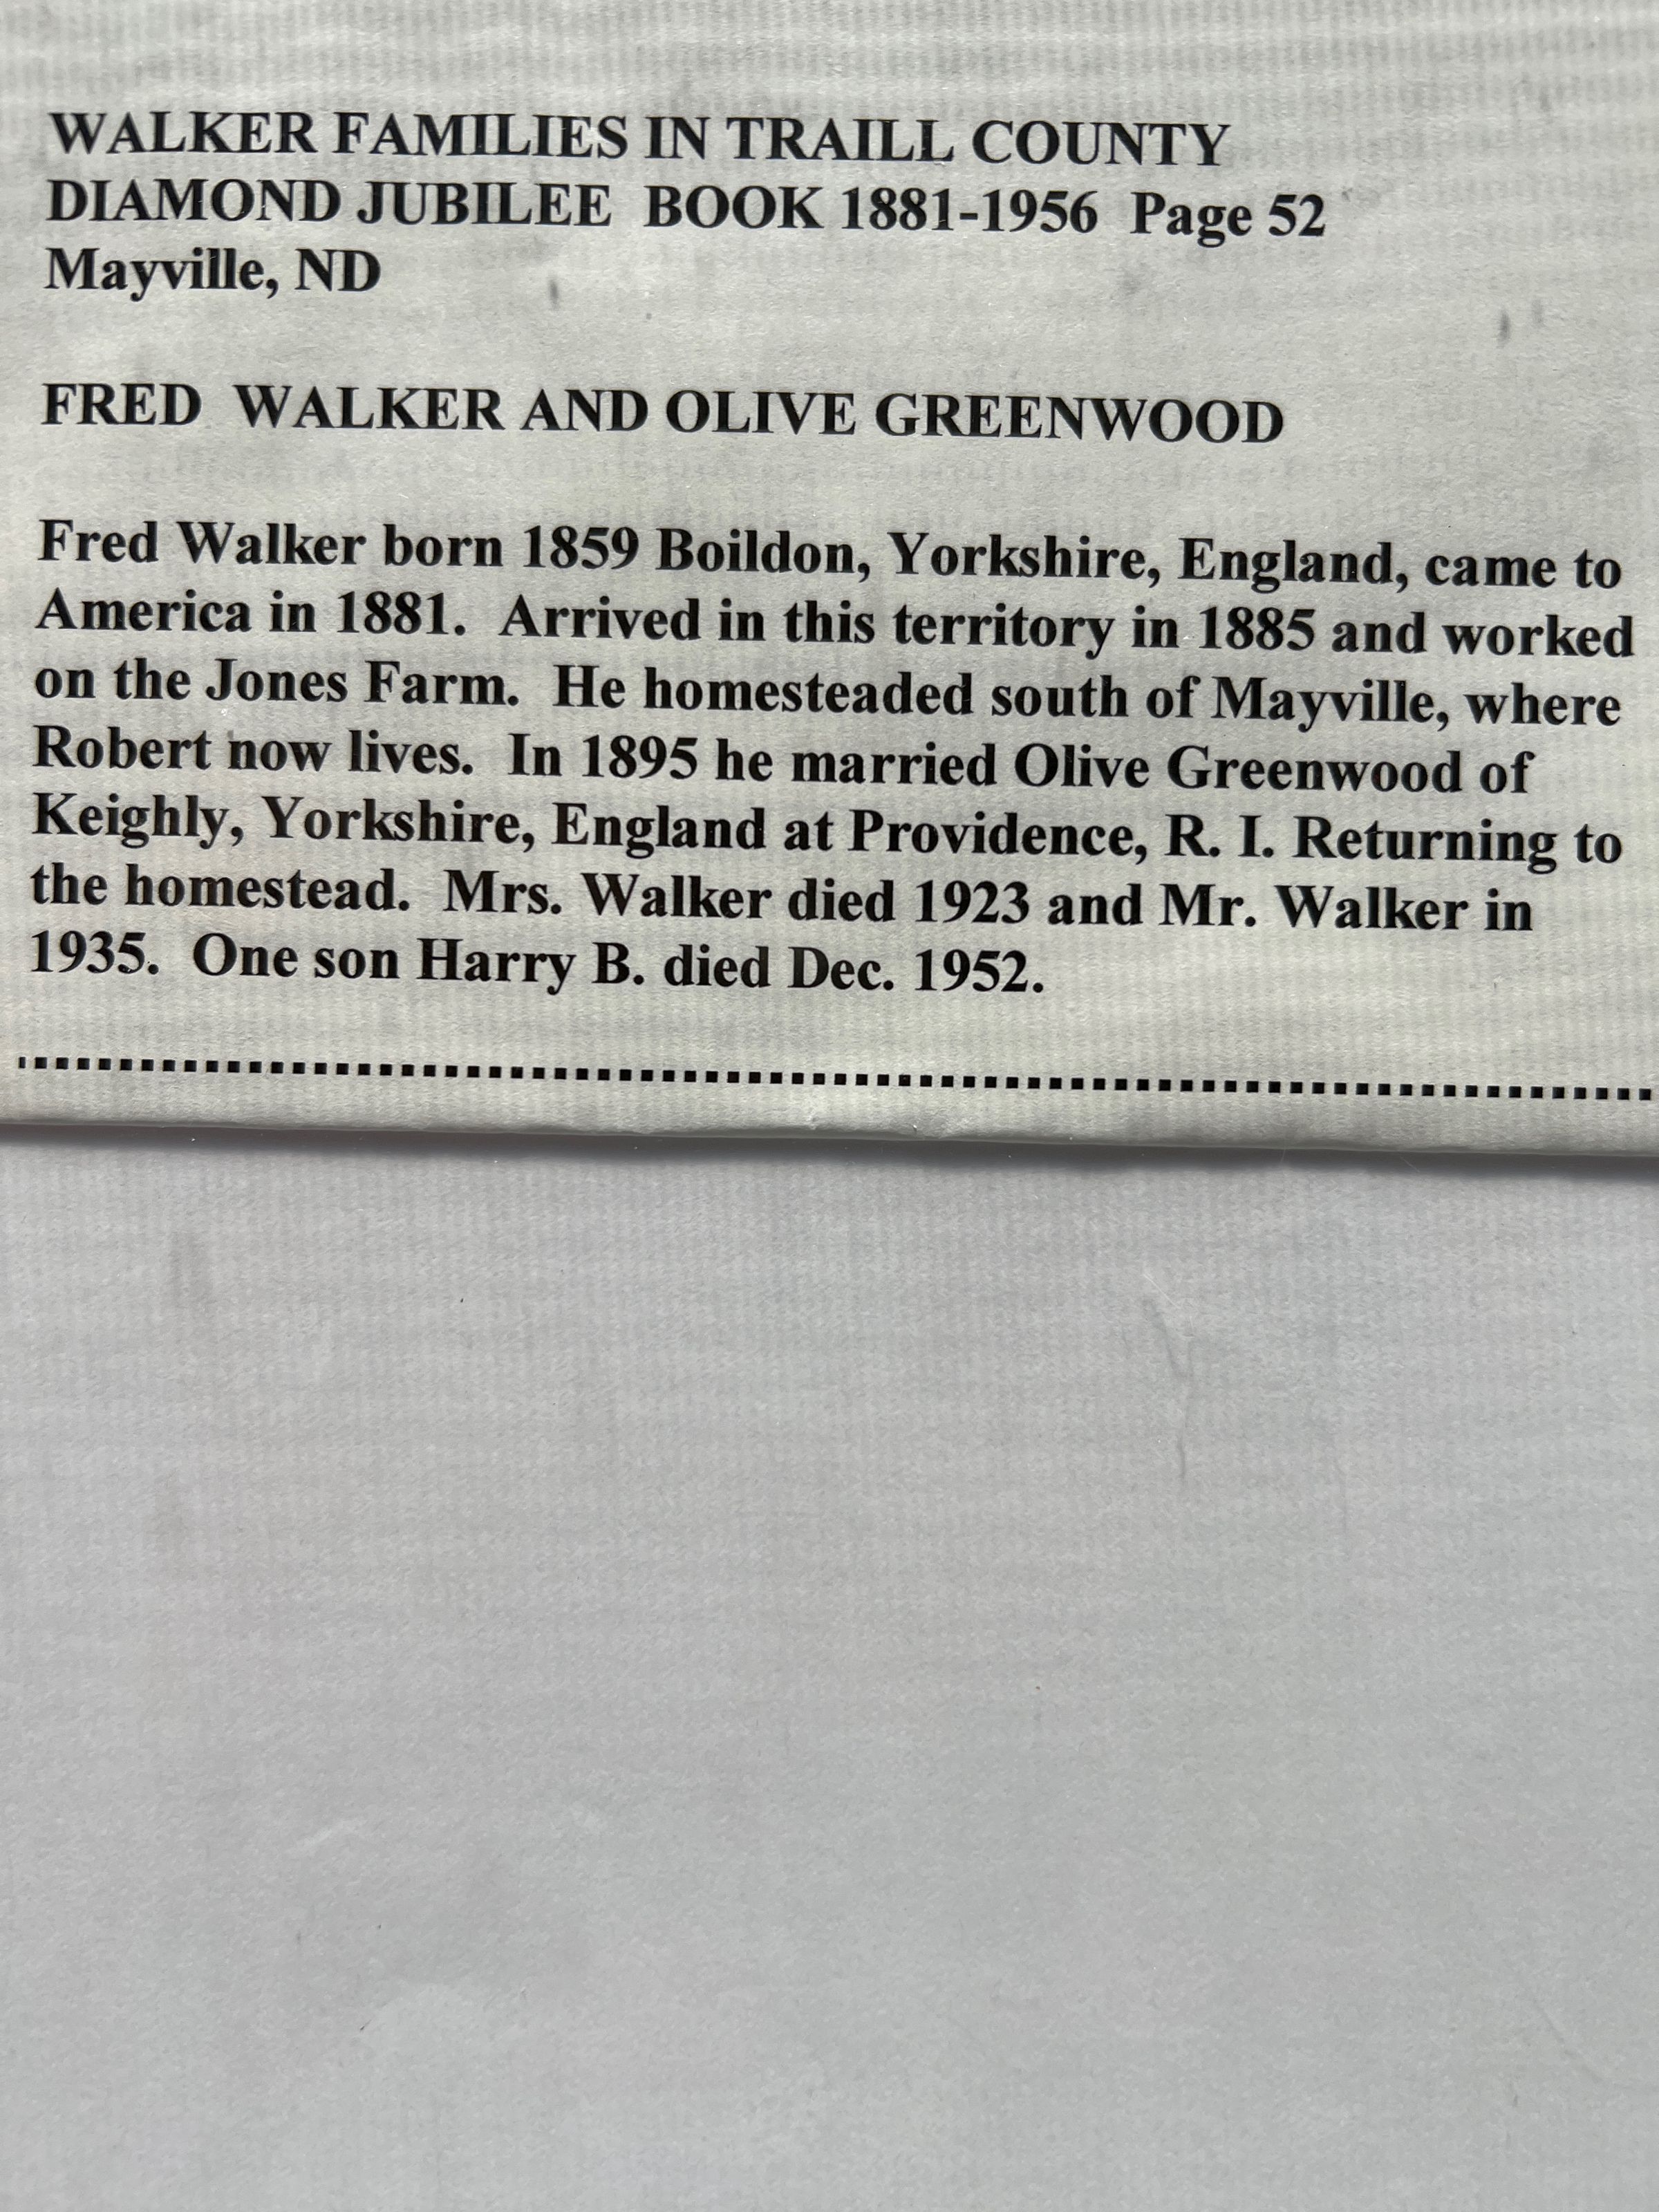 WALKER FAMILIES IN TRAILL COUNTY
DIAMOND JUBILEE BOOK 1881-1956 Page 52
Mayville, ND
FRED WALKER AND OLIVE GREENWOOD
Fred Walker born 1859 Boildon, Yorkshire, England, came to
America in 1881. Arrived in this territory in 1885 and worked
on the Jones Farm. He homesteaded south of Mayville, where
Robert now lives. In 1895 he married Olive Greenwood of
Keighly, Yorkshire, England at Providence, R. I. Returning to
the homestead. Mrs. Walker died 1923 and Mr. Walker in
1935. One son Harry B. died Dec. 1952.